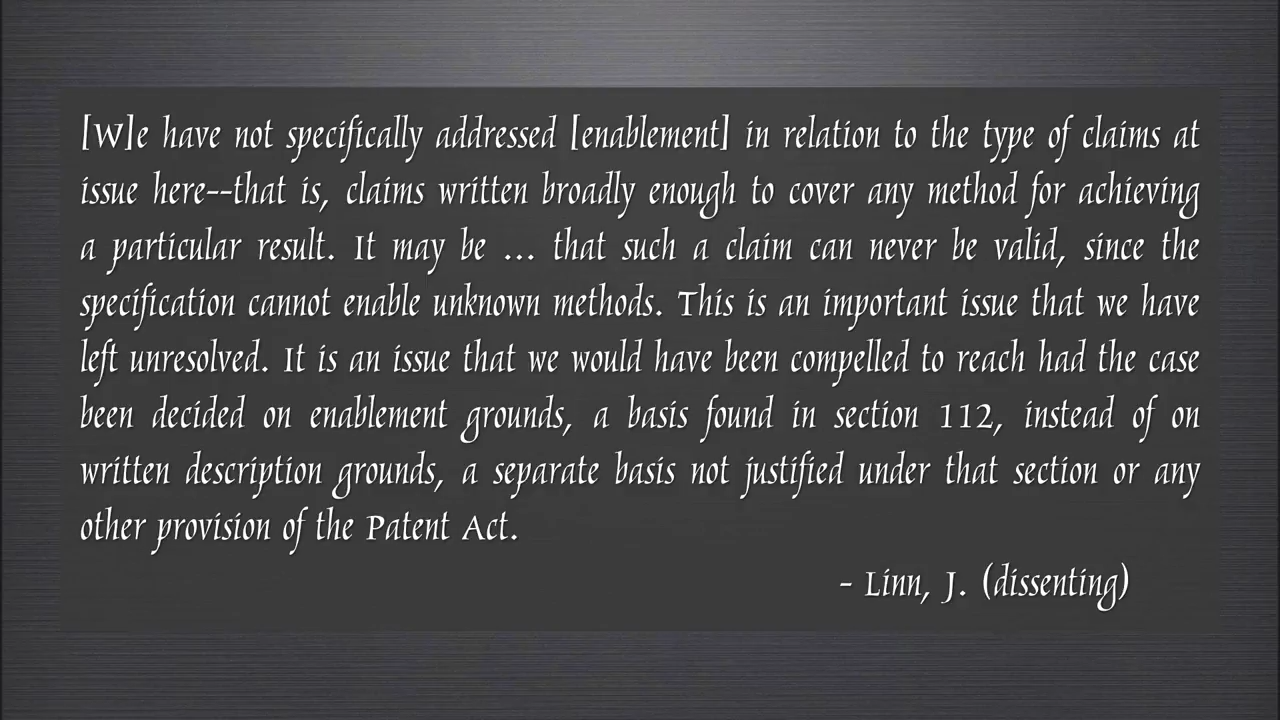 [W]e have not specifically addressed [enablement] in relation to the type of claims at
issue here--that is, claims written broadly enough to cover any method for achieving
a particular result. It may be ... that such a claim can never be valid, since the
specification cannot enable unknown methods. This is an important issue that we have
left unresolved. It is an issue that we would have been compelled to reach had the case
been decided on enablement grounds, a basis found in section 112, instead of on
written description grounds, a separate basis not justified under that section or any
other provision of the Patent Act.
- Linn, J. (dissenting)